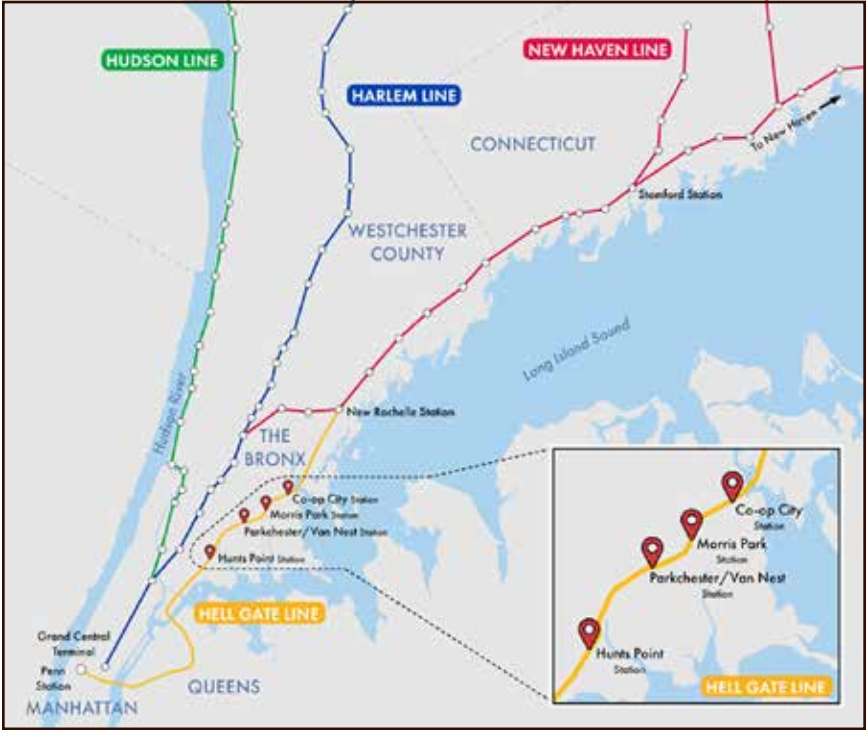 HUDSON LINE
HARLEM LINE
NEW HAVEN LINE
CONNECTICUT
To New Haven
Stamford Station
WESTCHESTER
COUNTY
Long Island Sound
Hudson River
New Rochelle Station
THE
BRONX
Co-op City Station
Morris Park Station
Parkchester/Van Nest Station
Hunts Point Station
HELL GATE LINE
Grand Central
Terminal
Penn
Station
MANHATTAN
QUEENS
Co-op City
Station
Morris Park
Station
Parkchester/Van Nest
Station
Hunts Point
Station
HELL GATE LINE